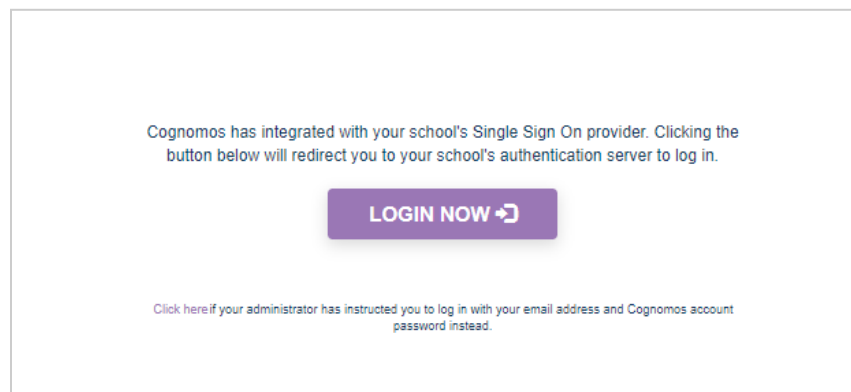 Cognomos has integrated with your school's Single Sign On provider. Clicking the
button below will redirect you to your school's authentication server to log in.
LOGIN NOW
Click here if your administrator has instructed you to log in with your email address and Cognomos account
password instead.